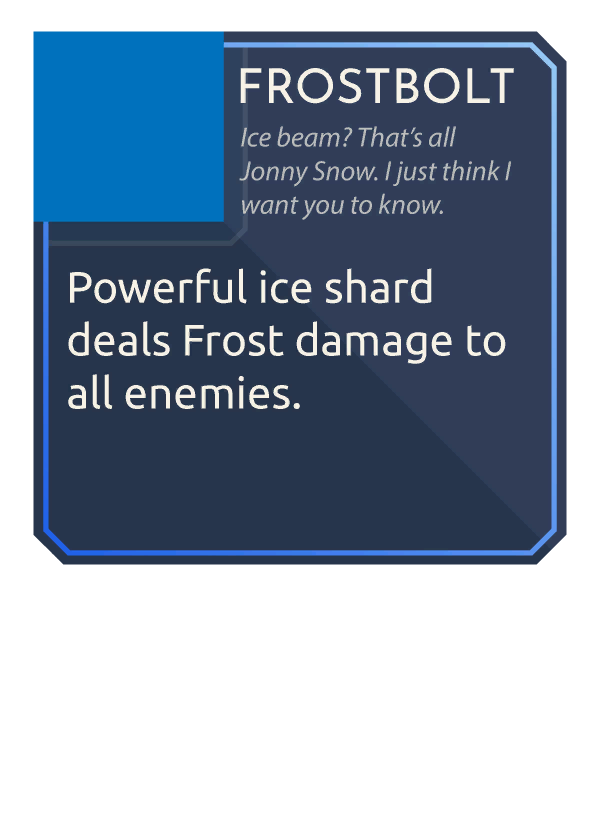 FROSTBOLT
Ice beam? That's all
Jonny Snow. I just think I
want you to know.
Powerful ice shard
deals Frost damage to
all enemies.